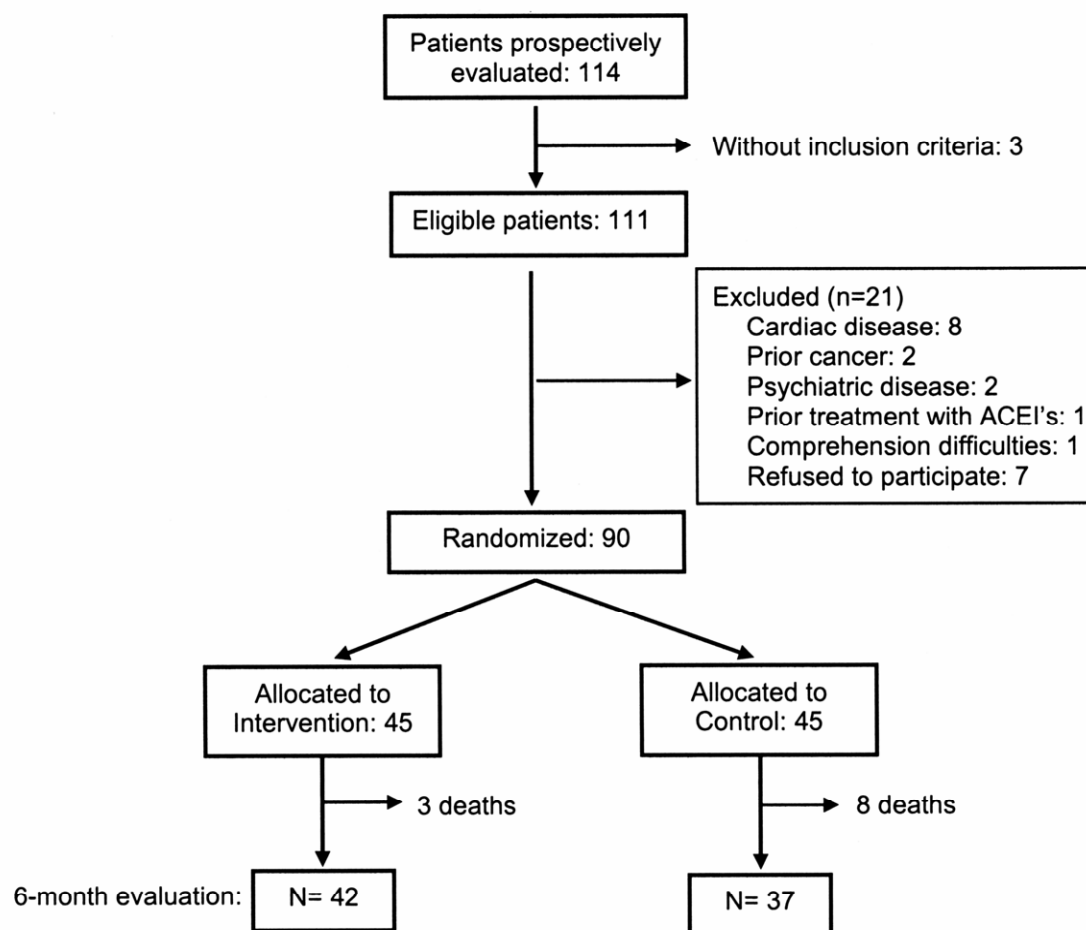 Patients prospectively
evaluated: 114
Without inclusion criteria: 3
Eligible patients: 111
Excluded (n=21)
Cardiac disease: 8
Prior cancer: 2
Psychiatric disease: 2
Prior treatment with ACEI's: 1
Comprehension difficulties: 1
Refused to participate: 7
Randomized: 90
Allocated to
Intervention: 45
Allocated to
Control: 45
3 deaths
8 deaths
6-month evaluation:
N= 42
N= 37